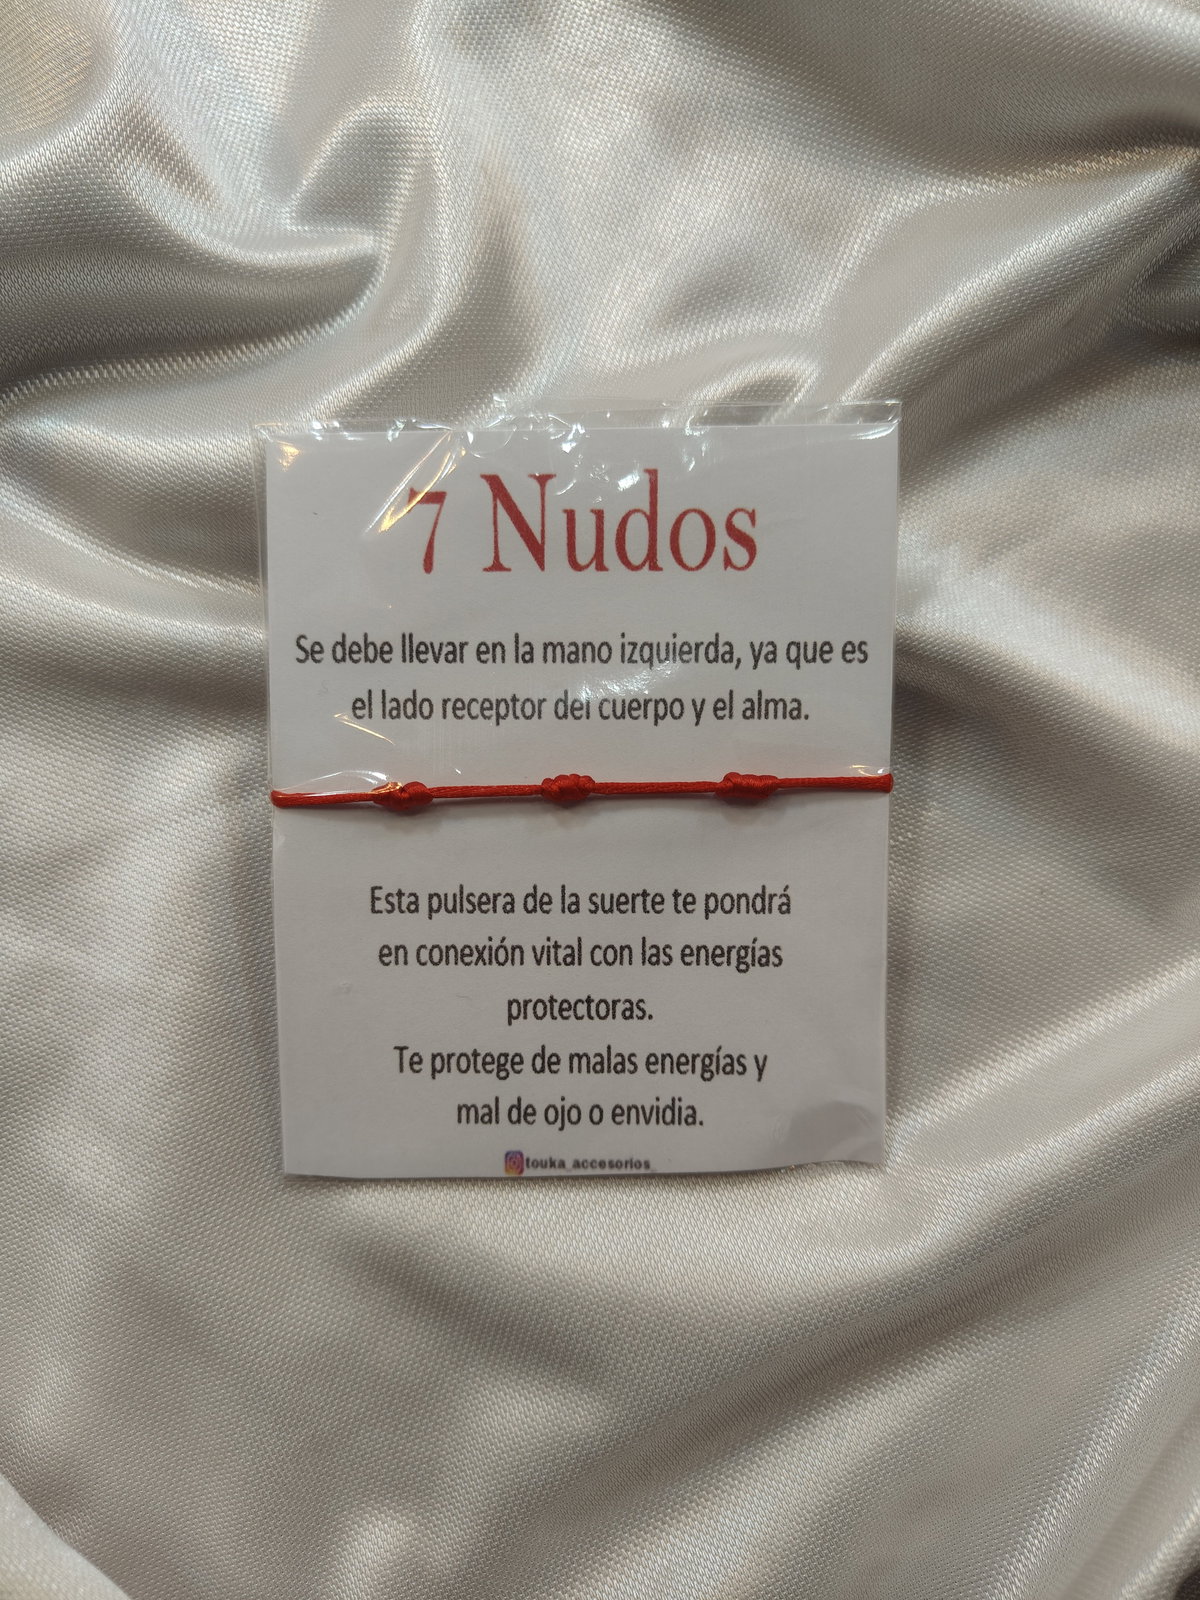 7 Nudos
Se debe llevar en la mano izquierda, ya que es
el lado receptor del cuerpo y el alma.
Esta pulsera de la suerte te pondrá
en conexión vital con las energías
protectoras.
Te protege de malas energías y
mal de ojo o envidia.
touka_accesorios_